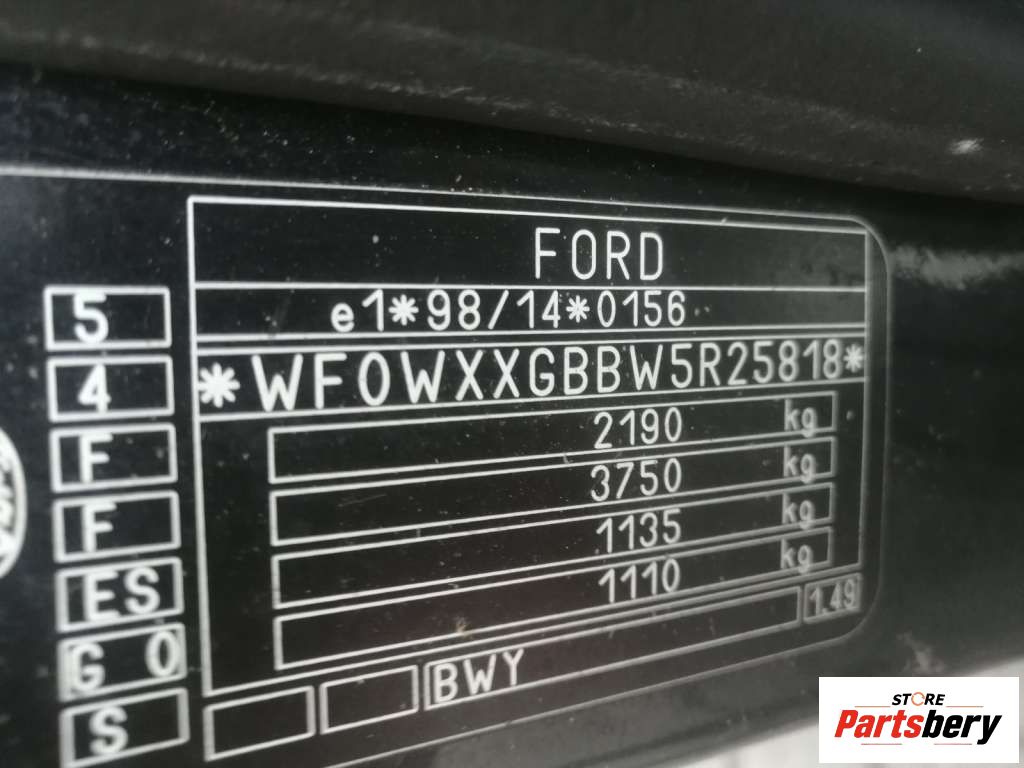 FORD
5
e1*98/14*0156
4
*WF0WXXGBBW5R25818*
F
2190 kg
F
3750 kg
ES
1135 kg
G 0
1110 kg
S
BWY
1.49
STORE
Partsbery